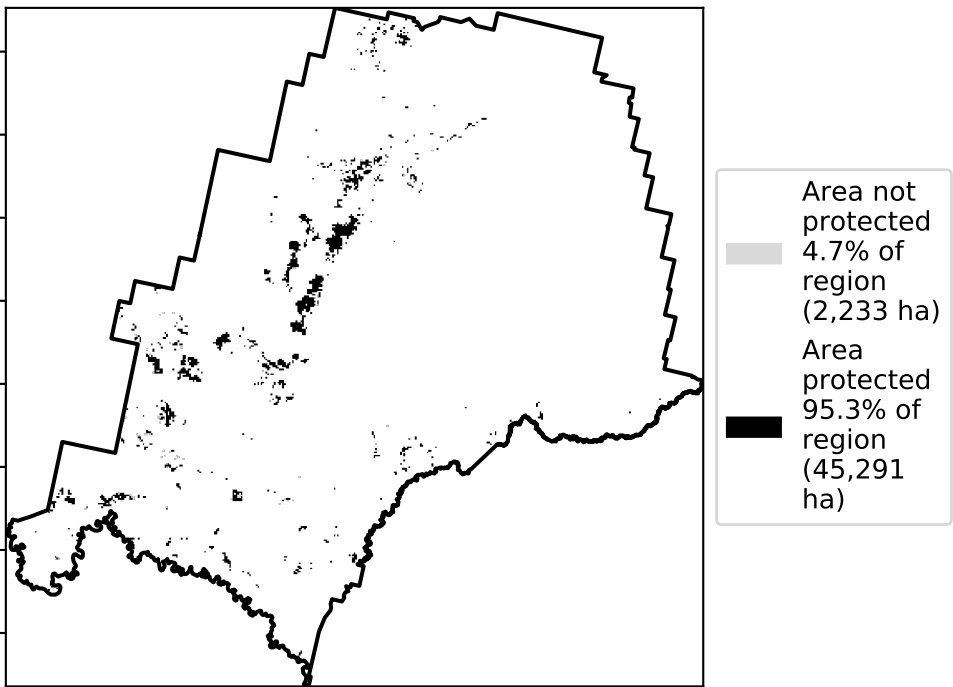 Area not
protected
4.7% of
region
(2,233 ha)
Area
protected
95.3% of
region
(45,291
ha)